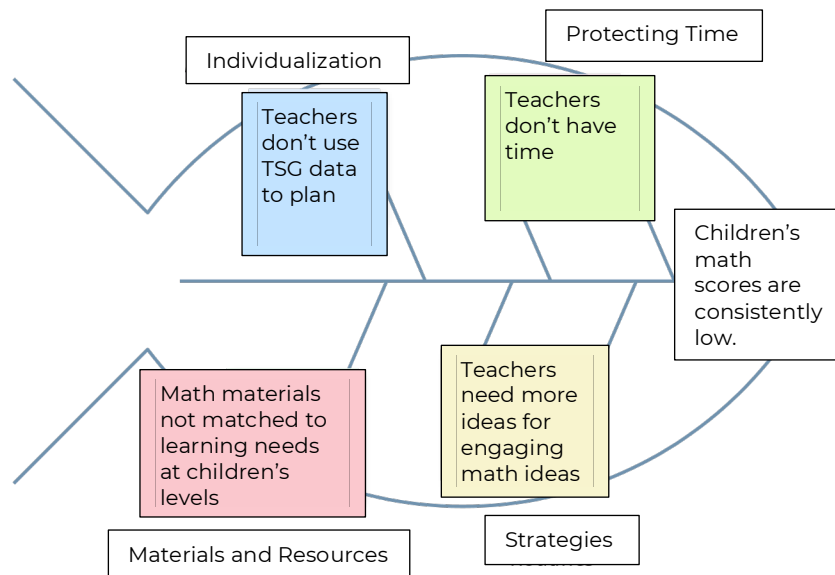 Protecting Time
Individualization
Teachers
don't use
TSG data
to plan
Teachers
don't have
time
Children's
math
scores are
consistently
low.
Math materials
not matched to
learning needs
at children's
levels
Teachers
need more
ideas for
engaging
math ideas
Materials and Resources
Strategies